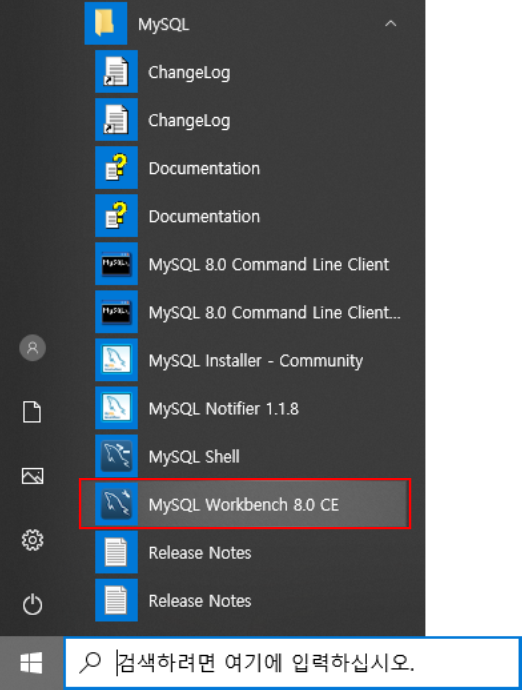 MySQL
ChangeLog
ChangeLog
Documentation
Documentation
MySQL 8.0 Command Line Client
MySQL 8.0 Command Line Client...
MySQL Installer - Community
MySQL Notifier 1.1.8
MySQL Shell
MySQL Workbench 8.0 CE
Release Notes
Release Notes
검색하려면 여기에 입력하십시오.